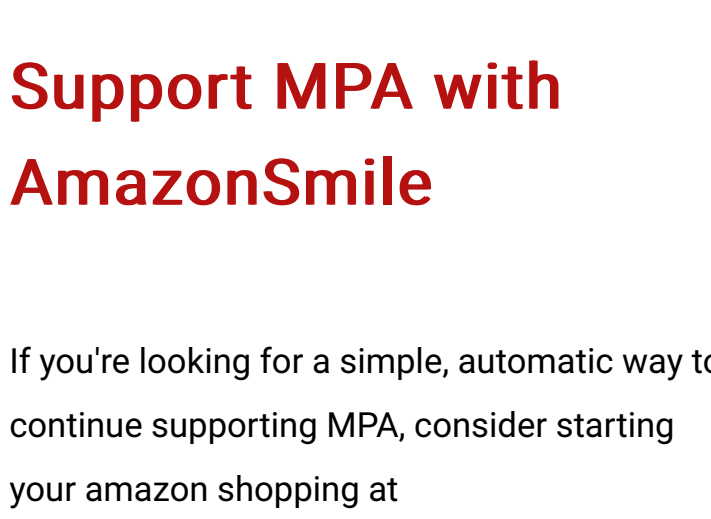 Support MPA with
AmazonSmile
If you're looking for a simple, automatic way to
continue supporting MPA, consider starting
your amazon shopping at